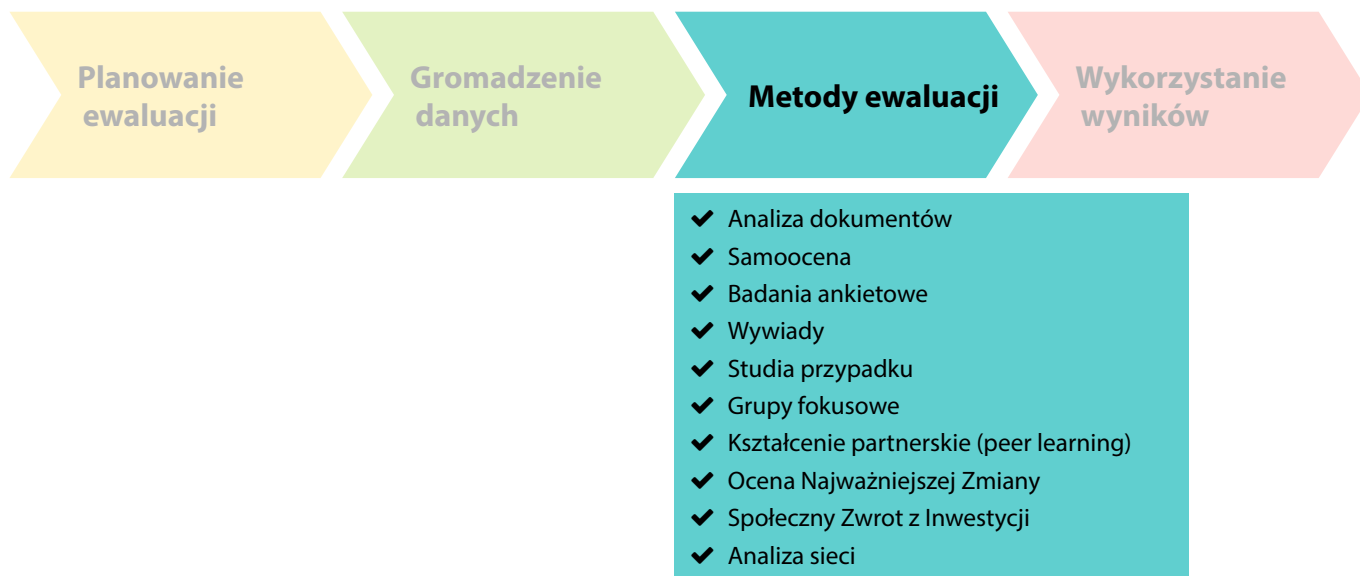 Planowanie
ewaluacji
Gromadzenie
danych
Metody ewaluacji
Wykorzystanie
wyników
Analiza dokumentów
Samoocena
Badania ankietowe
Wywiady
Studia przypadku
Grupy fokusowe
Kształcenie partnerskie (peer learning)
Ocena Najważniejszej Zmiany
Społeczny Zwrot z Inwestycji
Analiza sieci